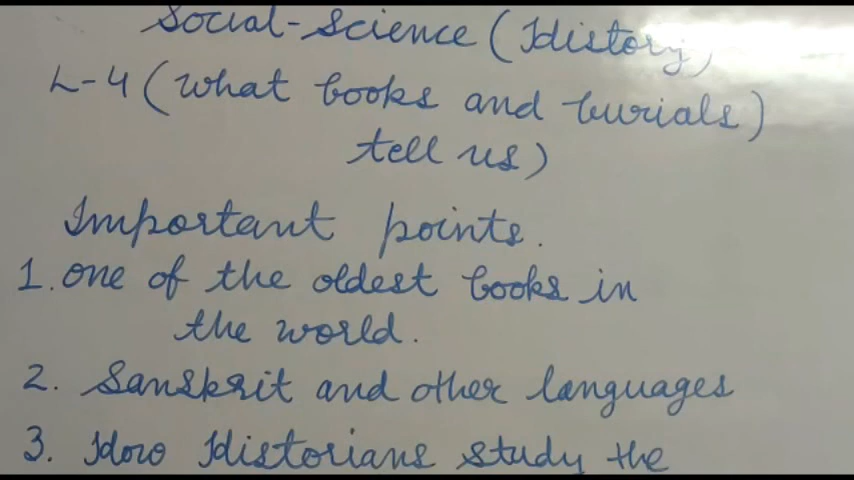 Social-Science (History)
L-4 (What books and burials)
tell us)
Important points.
1. One of the oldest books in
the world.
2. Sanskrit and other languages
3. How Historians study the